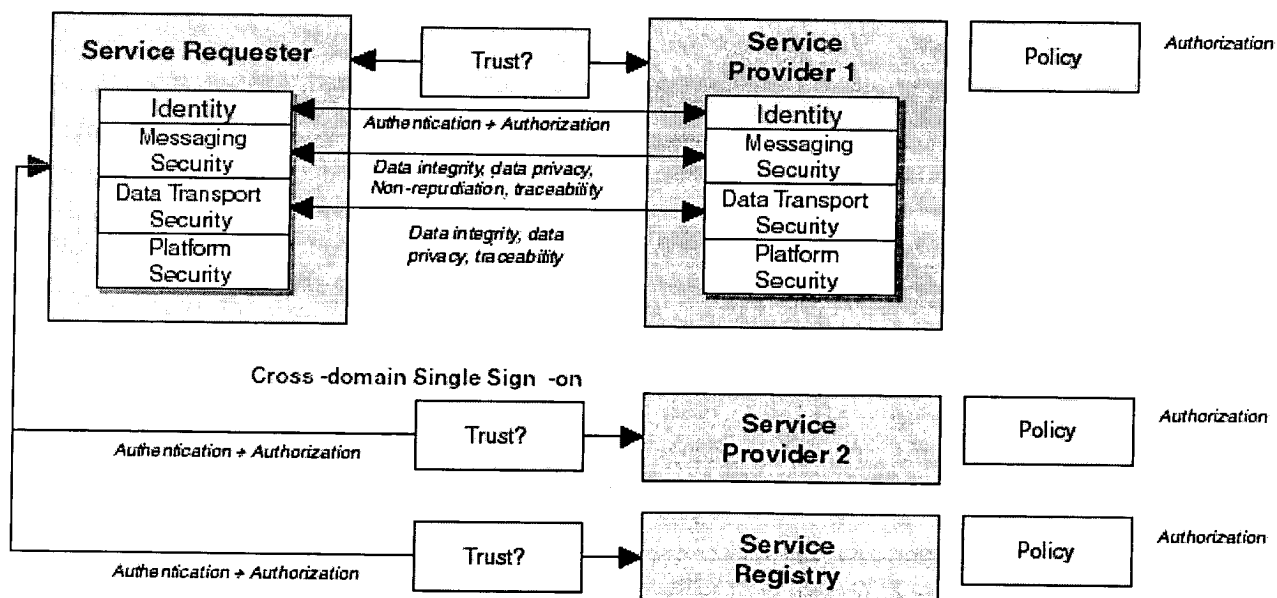 Service Requester
Trust?
Service
Provider 1
Policy
Authorization
Identity
Messaging
Security
Data Transport
Security
Platform
Security
Authentication + Authorization
Data integrity, data privacy,
Non-repudiation, traceability
Data integrity, data
privacy, traceability
Identity
Messaging
Security
Data Transport
Security
Platform
Security
Cross -domain Single Sign -on
Authentication + Authorization
Trust?
Service
Provider 2
Policy
Authorization
Authentication + Authorization
Trust?
Service
Registry
Policy
Authorization